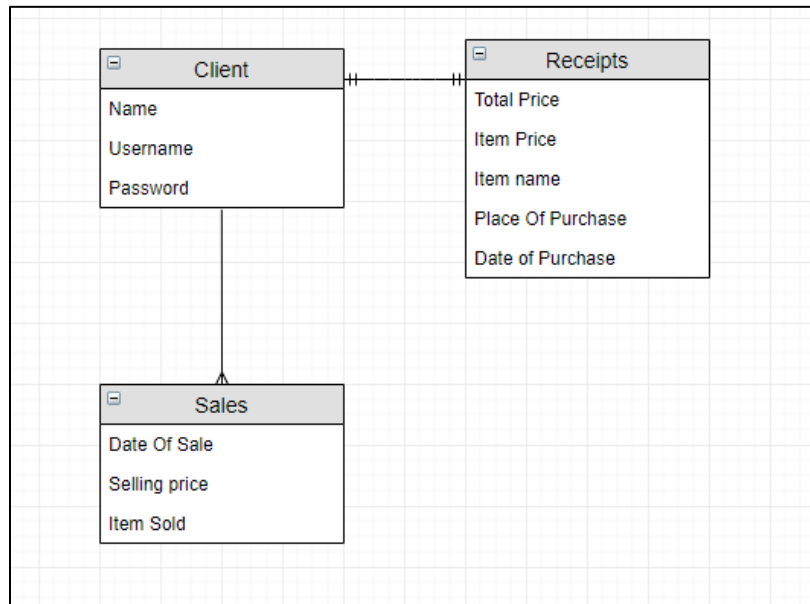 Client
Name
Username
Password
Receipts
Total Price
Item Price
Item name
Place Of Purchase
Date of Purchase
Sales
Date Of Sale
Selling price
Item Sold